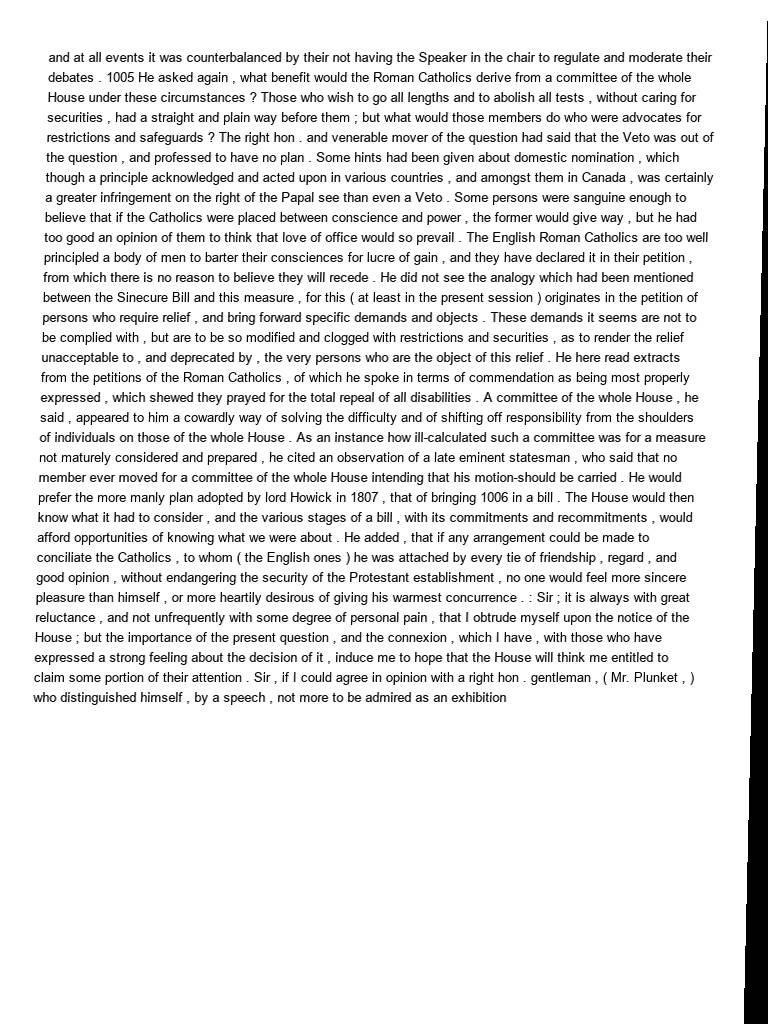 and at all events it was counterbalanced by their not having the Speaker in the chair to regulate and moderate their
debates . 1005 He asked again , what benefit would the Roman Catholics derive from a committee of the whole
House under these circumstances ? Those who wish to go all lengths and to abolish all tests , without caring for
securities , had a straight and plain way before them ; but what would those members do who were advocates for
restrictions and safeguards ? The right hon . and venerable mover of the question had said that the Veto was out of
the question , and professed to have no plan . Some hints had been given about domestic nomination , which
though a principle acknowledged and acted upon in various countries , and amongst them in Canada , was certainly
a greater infringement on the right of the Papal see than even a Veto . Some persons were sanguine enough to
believe that if the Catholics were placed between conscience and power , the former would give way , but he had
too good an opinion of them to think that love of office would so prevail . The English Roman Catholics are too well
principled a body of men to barter their consciences for lucre of gain , and they have declared it in their petition ,
from which there is no reason to believe they will recede . He did not see the analogy which had been mentioned
between the Sinecure Bill and this measure , for this ( at least in the present session ) originates in the petition of
persons who require relief , and bring forward specific demands and objects . These demands it seems are not to
be complied with , but are to be so modified and clogged with restrictions and securities , as to render the relief
unacceptable to , and deprecated by , the very persons who are the object of this relief . He here read extracts
from the petitions of the Roman Catholics , of which he spoke in terms of commendation as being most properly
expressed , which shewed they prayed for the total repeal of all disabilities . A committee of the whole House , he
said , appeared to him a cowardly way of solving the difficulty and of shifting off responsibility from the shoulders
of individuals on those of the whole House . As an instance how ill-calculated such a committee was for a measure
not maturely considered and prepared , he cited an observation of a late eminent statesman , who said that no
member ever moved for a committee of the whole House intending that his motion-should be carried . He would
prefer the more manly plan adopted by lord Howick in 1807 , that of bringing 1006 in a bill . The House would then
know what it had to consider , and the various stages of a bill , with its commitments and recommitments , would
afford opportunities of knowing what we were about . He added , that if any arrangement could be made to
conciliate the Catholics , to whom ( the English ones ) he was attached by every tie of friendship , regard , and
good opinion , without endangering the security of the Protestant establishment , no one would feel more sincere
pleasure than himself , or more heartily desirous of giving his warmest concurrence . : Sir ; it is always with great
reluctance , and not unfrequently with some degree of personal pain , that I obtrude myself upon the notice of the
House ; but the importance of the present question , and the connexion , which I have , with those who have
expressed a strong feeling about the decision of it , induce me to hope that the House will think me entitled to
claim some portion of their attention . Sir , if I could agree in opinion with a right hon . gentleman , ( Mr. Plunket , )
who distinguished himself , by a speech , not more to be admired as an exhibition